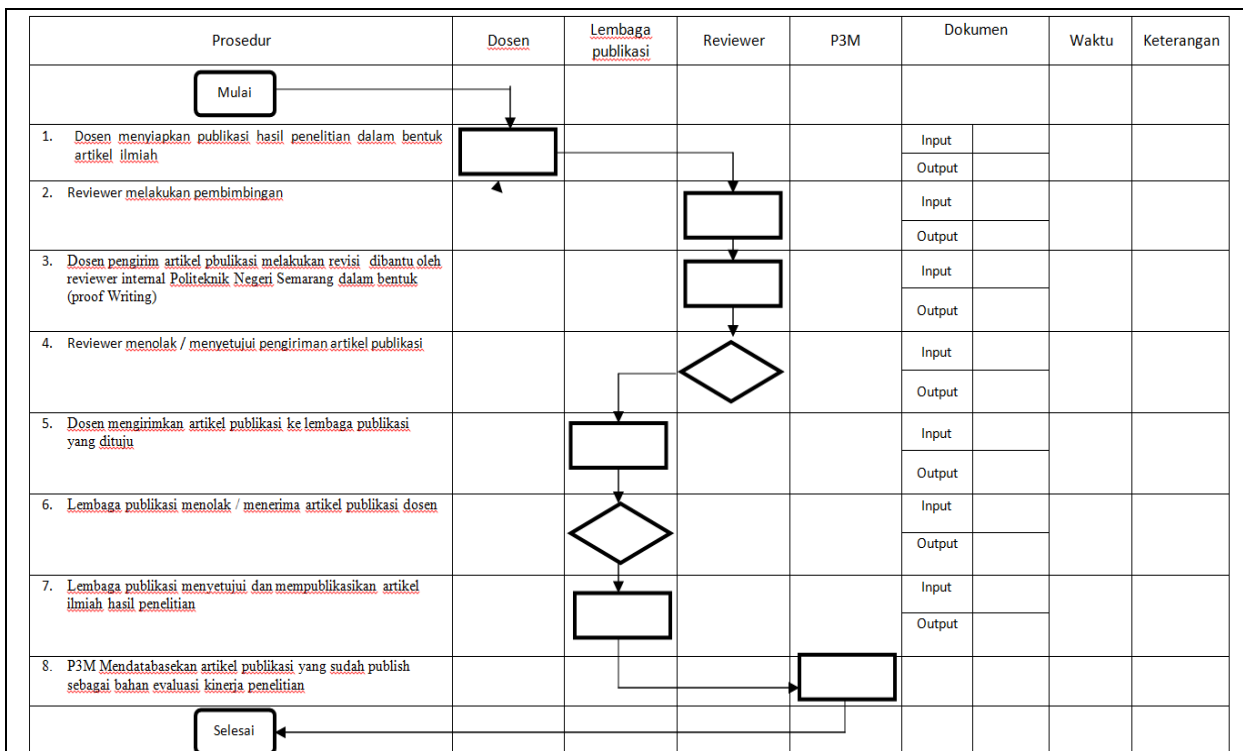 Prosedur Dosen Lembaga publikasi Reviewer P3M Dokumen Waktu Keterangan
Mulai
1. Dosen menyiapkan publikasi hasil penelitian dalam bentuk
artikel ilmiah
Input
Output
2. Reviewer melakukan pembimbingan
Input
Output
3. Dosen pengirim artikel pbulikasi melakukan revisi dibantu oleh
reviewer internal Politeknik Negeri Semarang dalam bentuk
(proof Writing)
Input
Output
4. Reviewer menolak / menyetujui pengiriman artikel publikasi
Input
Output
5. Dosen mengirimkan artikel publikasi ke lembaga publikasi
yang dituju
Input
Output
6. Lembaga publikasi menolak / menerima artikel publikasi dosen
Input
Output
7. Lembaga publikasi menyetujui dan mempublikasikan artikel
ilmiah hasil penelitian
Input
Output
8. P3M Mendatabasekan artikel publikasi yang sudah publish
sebagai bahan evaluasi kinerja penelitian
Selesai